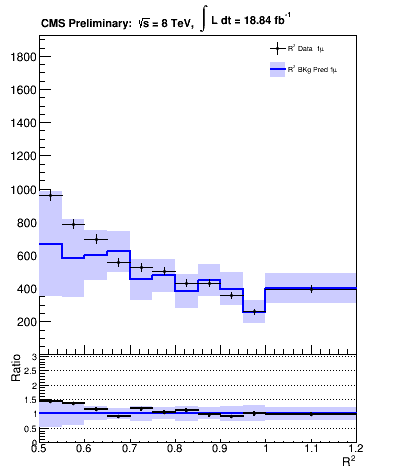 CMS Preliminary: √s = 8 TeV, ∫ L dt = 18.84 fb⁻¹
R² Data 1μ
R² BKg Pred 1μ
1800
1600
1400
1200
1000
800
600
400
200
Ratio
3
2.5
2
1.5
1
0.5
0
0.5 0.6 0.7 0.8 0.9 1 1.1 1.2
R²